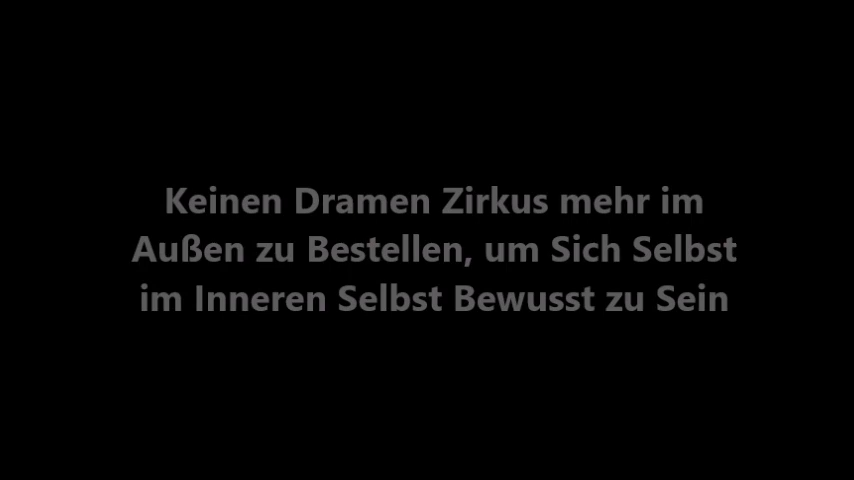 Keinen Dramen Zirkus mehr im
Außen zu Bestellen, um Sich Selbst
im Inneren Selbst Bewusst zu Sein